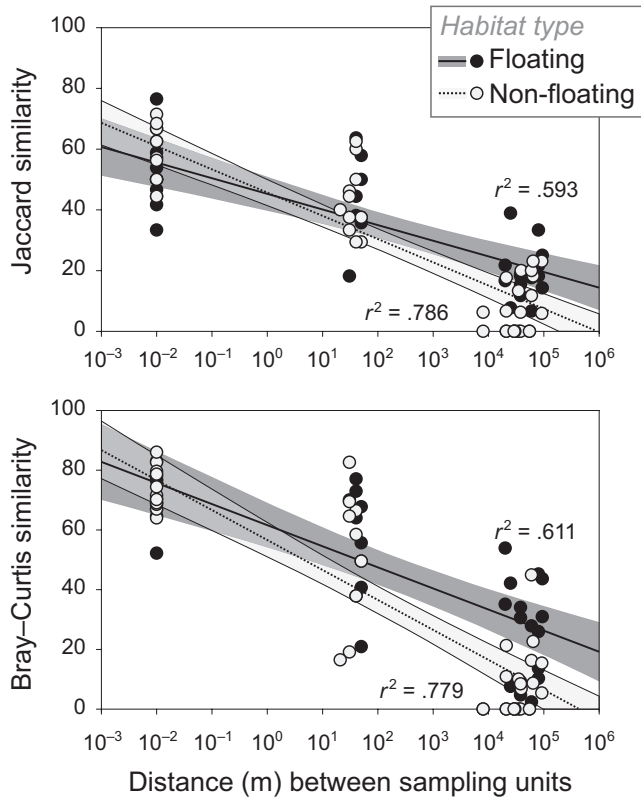 Habitat type
Floating
Non-floating
Jaccard similarity
100
80
60
40
20
0
r² = .593
r² = .786
10⁻³ 10⁻² 10⁻¹ 10⁰ 10¹ 10² 10³ 10⁴ 10⁵ 10⁶
Bray–Curtis similarity
100
80
60
40
20
0
r² = .611
r² = .779
10⁻³ 10⁻² 10⁻¹ 10⁰ 10¹ 10² 10³ 10⁴ 10⁵ 10⁶
Distance (m) between sampling units